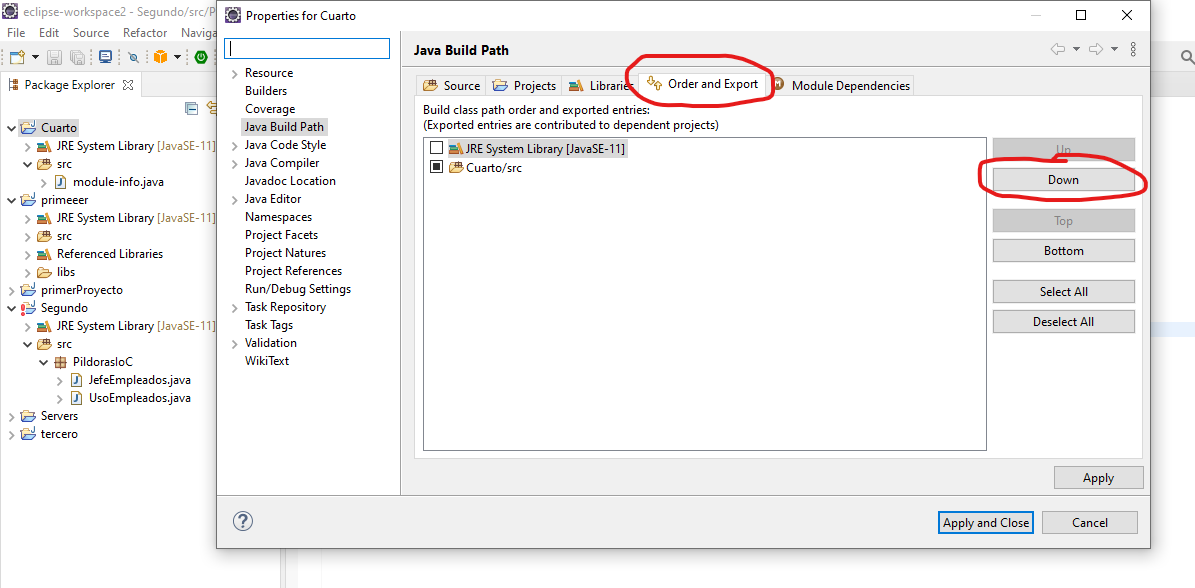 eclipse-workspace2 - Segundo/src/P
File Edit Source Refactor Naviga
Package Explorer
Cuarto
JRE System Library [JavaSE-11]
src
module-info.java
primeeer
JRE System Library [JavaSE-11]
src
Referenced Libraries
libs
primerProyecto
Segundo
JRE System Library [JavaSE-11]
src
PildorasIoC
JefeEmpleados.java
UsoEmpleados.java
Servers
tercero
Properties for Cuarto
Resource
Builders
Coverage
Java Build Path
Java Code Style
Java Compiler
Javadoc Location
Java Editor
Namespaces
Project Facets
Project Natures
Project References
Run/Debug Settings
Task Repository
Task Tags
Validation
WikiText
Java Build Path
Source Projects Libraries Order and Export Module Dependencies
Build class path order and exported entries:
(Exported entries are contributed to dependent projects)
JRE System Library [JavaSE-11]
Cuarto/src
Up
Down
Top
Bottom
Select All
Deselect All
Apply
Apply and Close Cancel